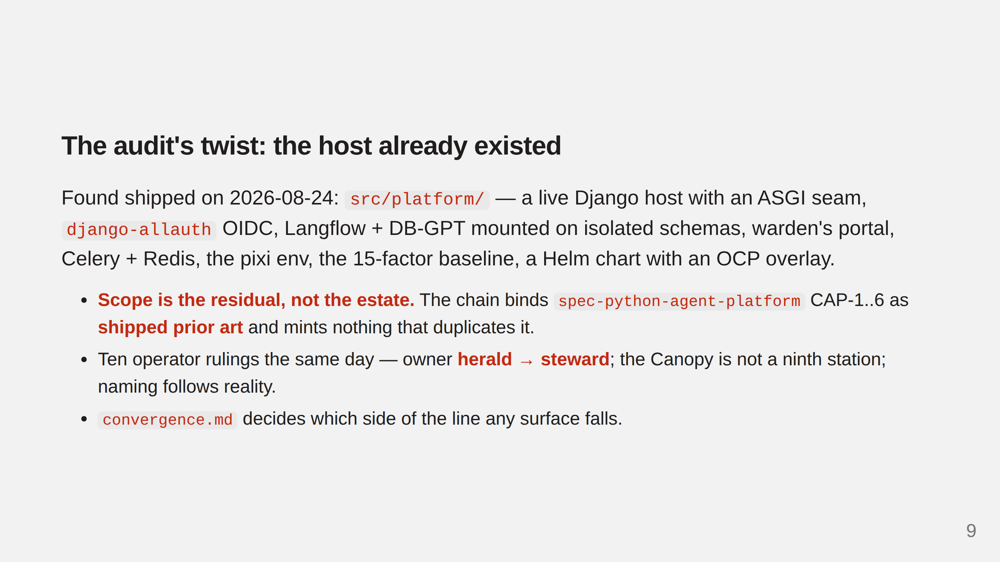 The audit's twist: the host already existed
Found shipped on 2026-08-24: src/platform/ — a live Django host with an ASGI seam,
django-allauth OIDC, Langflow + DB-GPT mounted on isolated schemas, warden's portal,
Celery + Redis, the pixi env, the 15-factor baseline, a Helm chart with an OCP overlay.
• Scope is the residual, not the estate. The chain binds spec-python-agent-platform CAP-1..6 as
shipped prior art and mints nothing that duplicates it.
• Ten operator rulings the same day — owner herald → steward; the Canopy is not a ninth station;
naming follows reality.
• convergence.md decides which side of the line any surface falls.
9